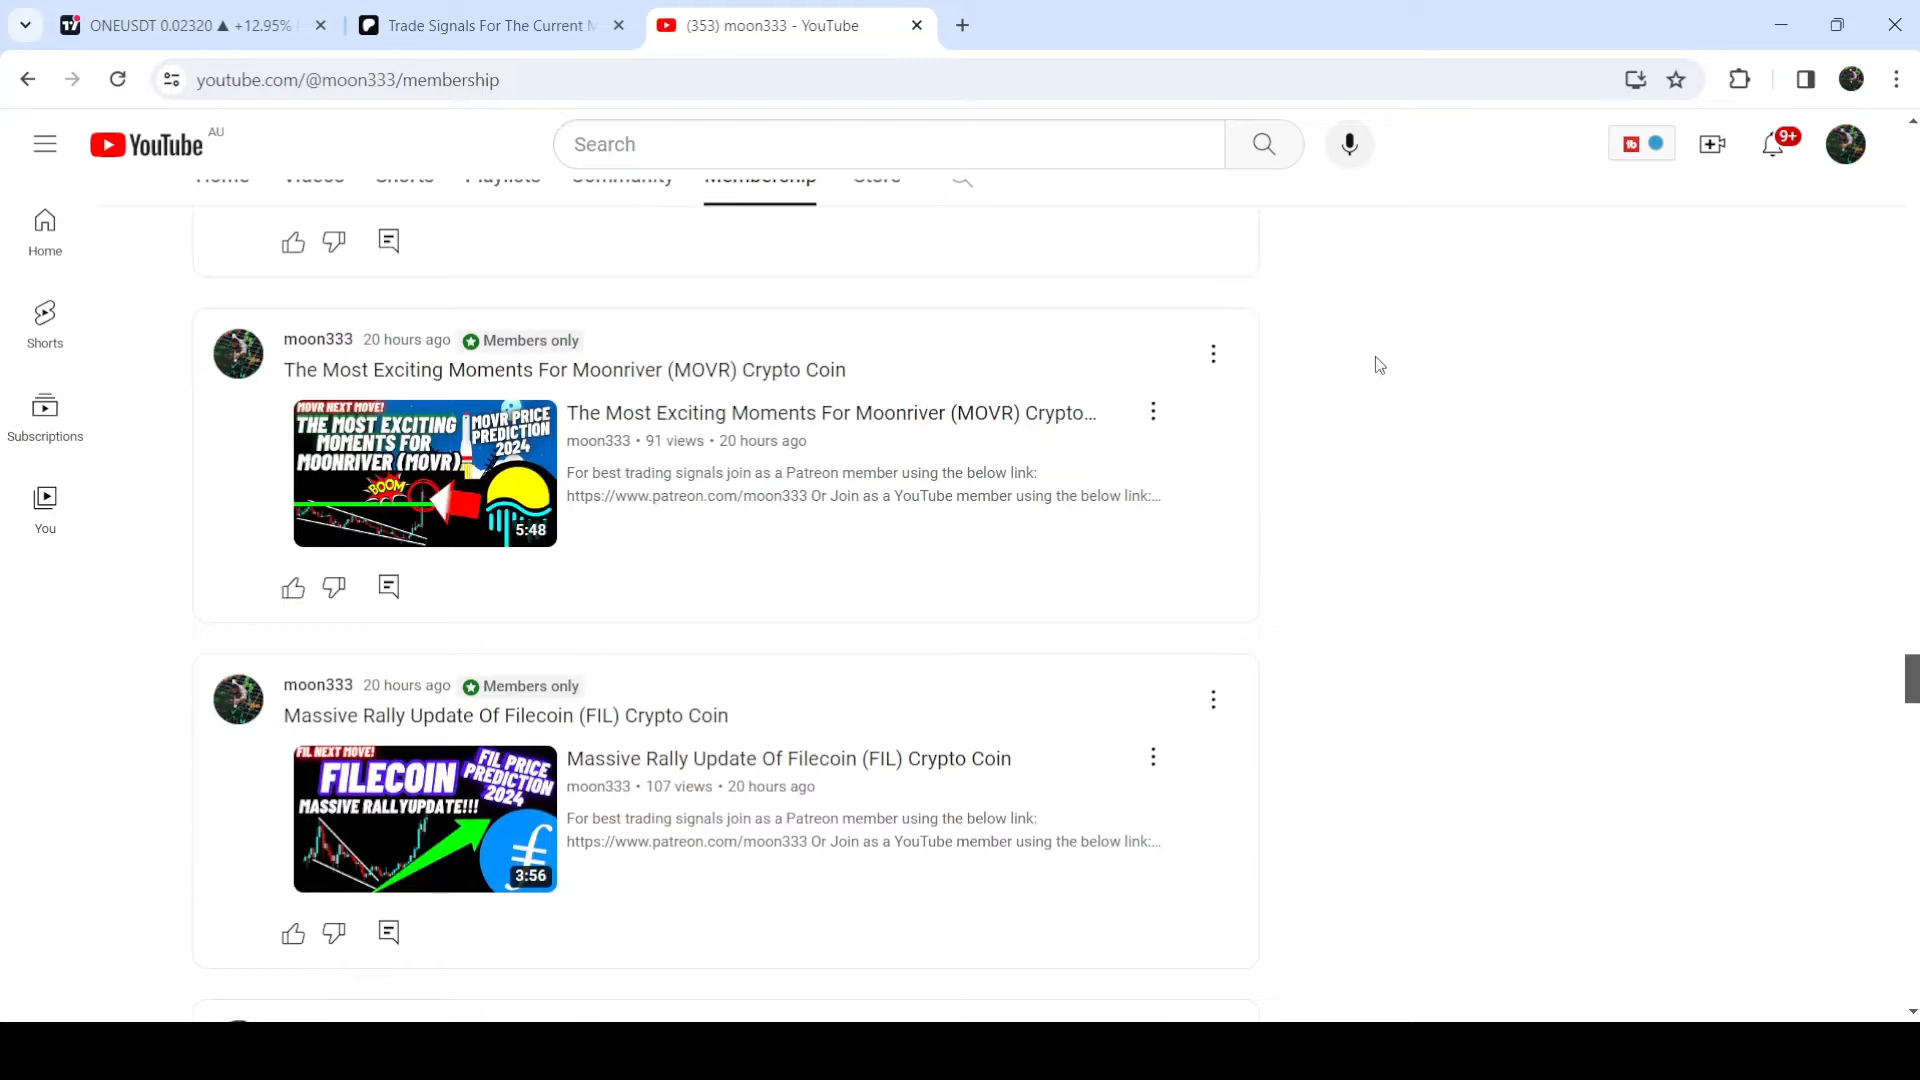 ONEUSDT 0.02320 ▲ +12.95%
Trade Signals For The Current M
(353) moon333 - YouTube
youtube.com/@moon333/membership
YouTube AU
Search
9+
Home Videos Shorts Playlists Community Membership Store
Home
Shorts
Subscriptions
You
moon333 20 hours ago Members only
The Most Exciting Moments For Moonriver (MOVR) Crypto Coin
MOVR NEXT MOVE!
THE MOST EXCITING
MOMENTS FOR
MOONRIVER (MOVR)
MOVR PRICE
PREDICTION
2024
BOOM
5:48
The Most Exciting Moments For Moonriver (MOVR) Crypto...
moon333 • 91 views • 20 hours ago
For best trading signals join as a Patreon member using the below link:
https://www.patreon.com/moon333 Or Join as a YouTube member using the below link:...
moon333 20 hours ago Members only
Massive Rally Update Of Filecoin (FIL) Crypto Coin
FIL NEXT MOVE!
FILECOIN
MASSIVE RALLYUPDATE!!!
FIL PRICE
PREDICTION
2024
3:56
Massive Rally Update Of Filecoin (FIL) Crypto Coin
moon333 • 107 views • 20 hours ago
For best trading signals join as a Patreon member using the below link:
https://www.patreon.com/moon333 Or Join as a YouTube member using the below link:...